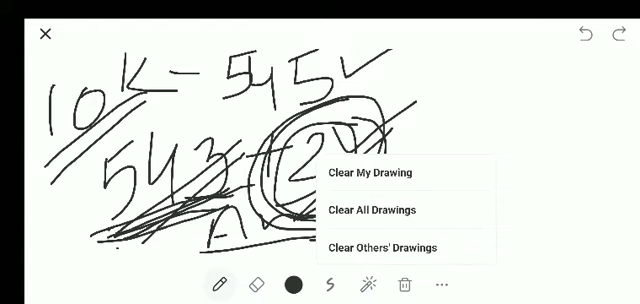 10K - 545
543 + 2
A
Clear My Drawing
Clear All Drawings
Clear Others' Drawings